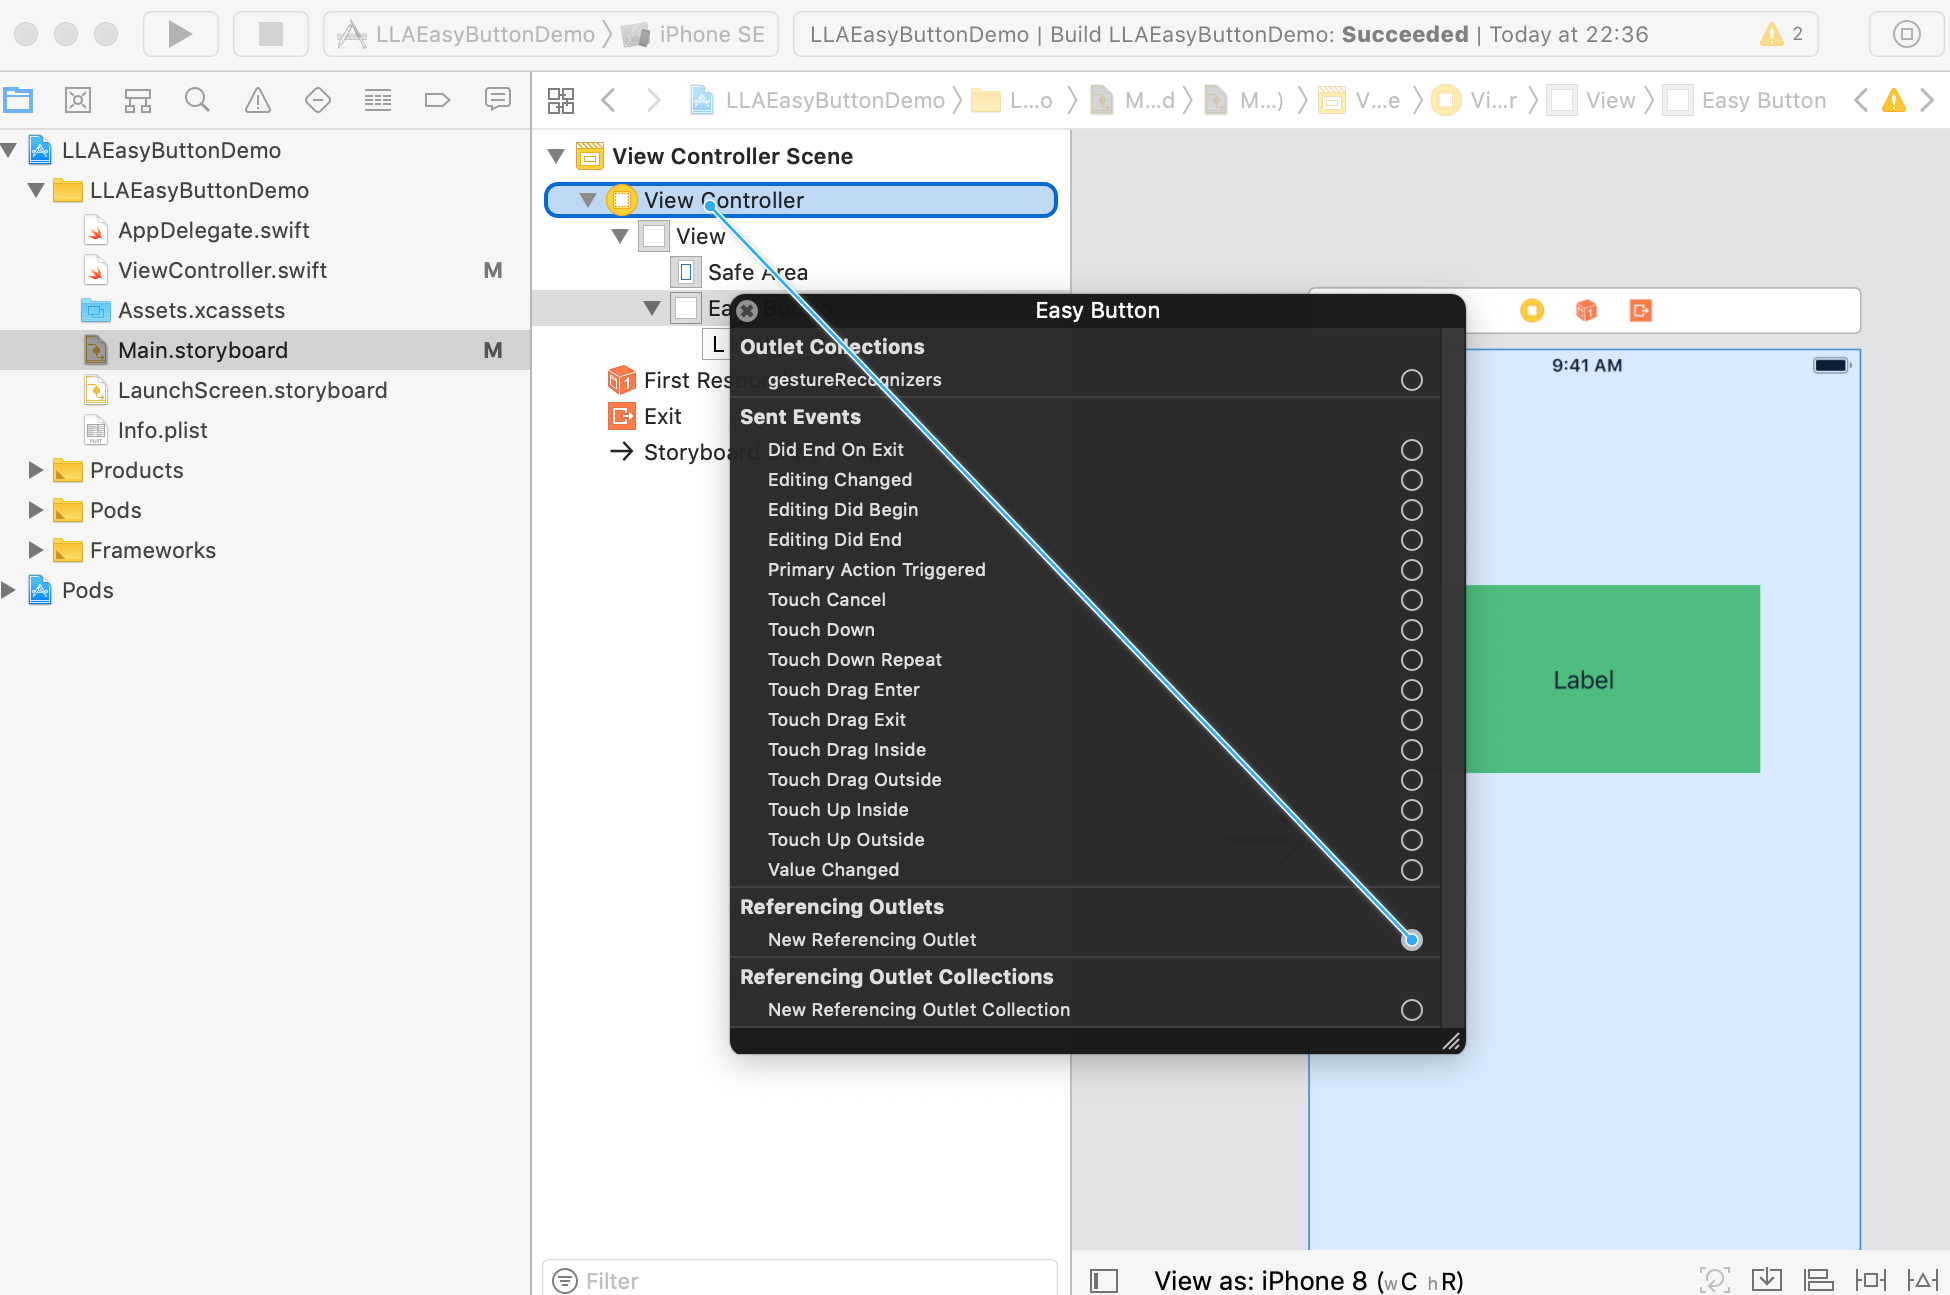 LLAEasyButtonDemo iPhone SE
LLAEasyButtonDemo | Build LLAEasyButtonDemo: Succeeded | Today at 22:36
2
LLAEasyButtonDemo L...o M...d M...) V...e Vi...r View Easy Button
LLAEasyButtonDemo
LLAEasyButtonDemo
AppDelegate.swift
ViewController.swift M
Assets.xcassets
Main.storyboard M
LaunchScreen.storyboard
Info.plist
Products
Pods
Frameworks
Pods
View Controller Scene
View Controller
View
Safe Area
Easy Button
L
First Responder
Exit
Storyboard
Easy Button
Outlet Collections
gestureRecognizers
Sent Events
Did End On Exit
Editing Changed
Editing Did Begin
Editing Did End
Primary Action Triggered
Touch Cancel
Touch Down
Touch Down Repeat
Touch Drag Enter
Touch Drag Exit
Touch Drag Inside
Touch Drag Outside
Touch Up Inside
Touch Up Outside
Value Changed
Referencing Outlets
New Referencing Outlet
Referencing Outlet Collections
New Referencing Outlet Collection
9:41 AM
Label
Filter
View as: iPhone 8 (wC hR)